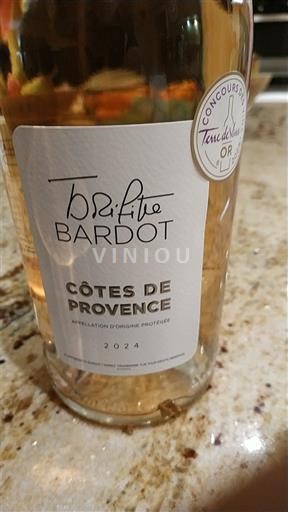 Brigitte
BARDOT
VINIOU
CÔTES DE
PROVENCE
APPELLATION D'ORIGINE PROTÉGÉE
2024
CONCOURS DES
OR